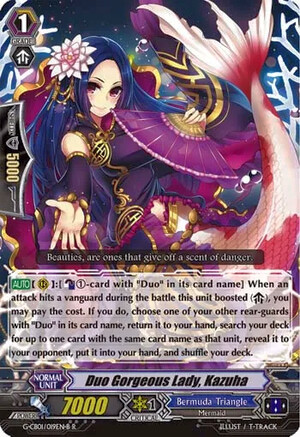 1
GRADE
SHIELD
5000
Beauties, are ones that give off a scent of danger.
AUTO [ 1]:[ ①-card with "Duo" in its card name] When an
attack hits a vanguard during the battle this unit boosted ( ), you
may pay the cost. If you do, choose one of your other rear-guards
with "Duo" in its card name, return it to your hand, search your deck
for up to one card with the same card name as that unit, reveal it to
your opponent, put it into your hand, and shuffle your deck.
NORMAL UNIT
Duo Gorgeous Lady, Kazuha
POWER
7000
1
CRITICAL
Bermuda Triangle
Mermaid
G-CB01/019EN-B R
ILLUST / T-TRACK